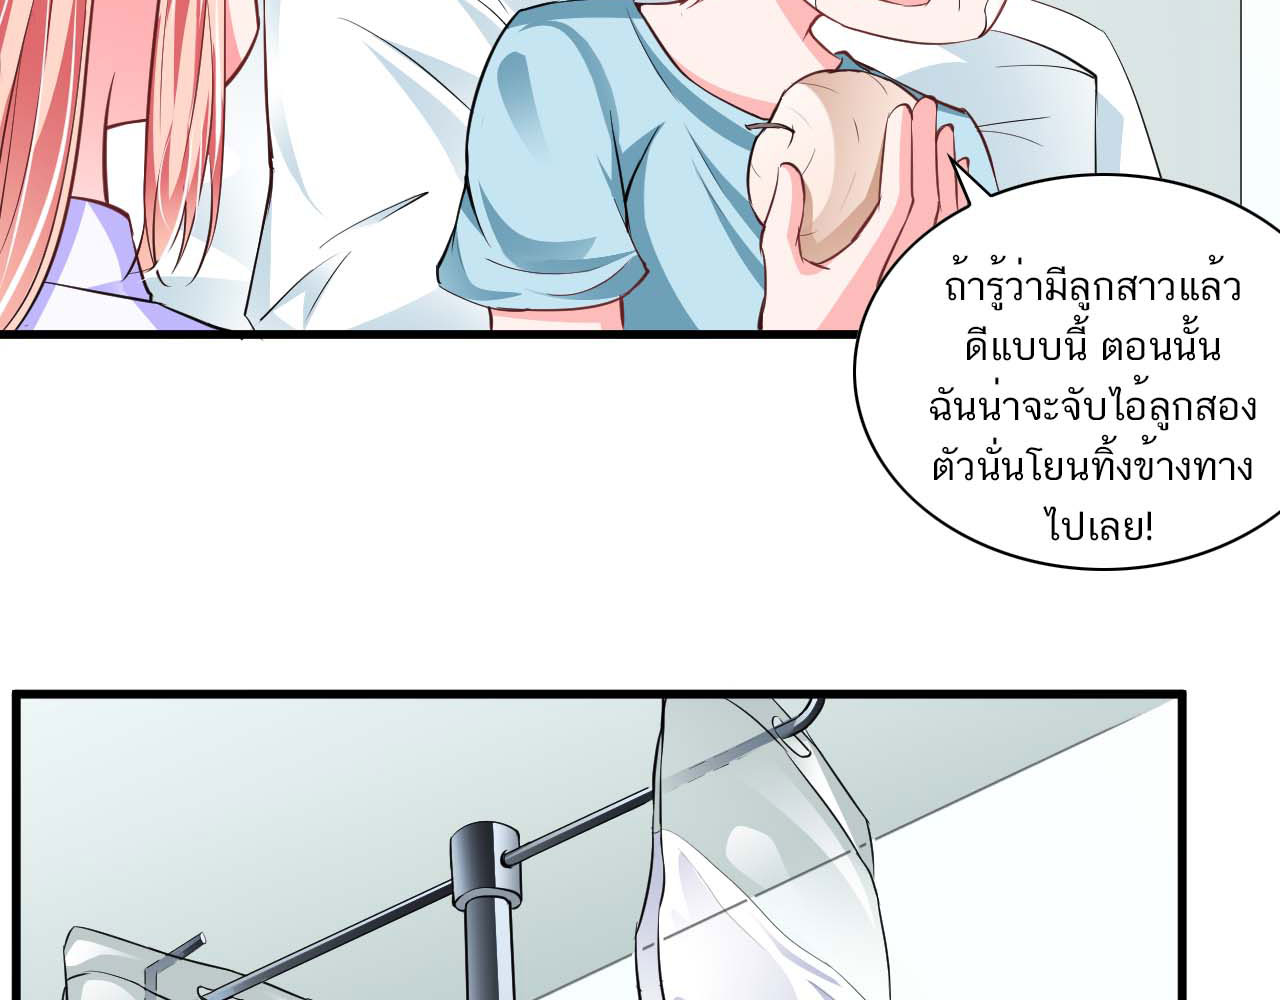 ถ้ารู้ว่ามีลูกสาวแล้ว
ดีแบบนี้ ตอนนั้น
ฉันน่าจะจับไอ้ลูกสอง
ตัวนั่นโยนทิ้งข้างทาง
ไปเลย!